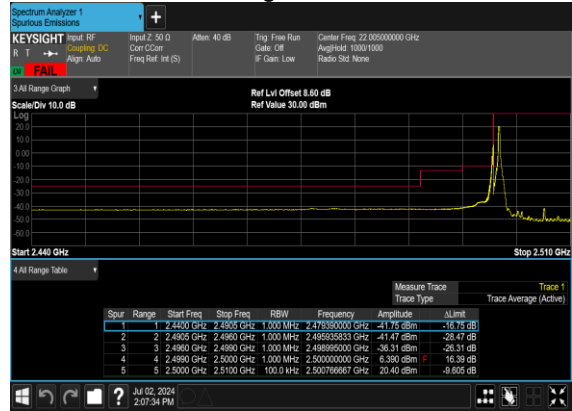 Spectrum Analyzer 1
Spurious Emissions
KEYSIGHT Input: RF Input Z: 50 Ω Atten: 40 dB Trig: Free Run Center Freq: 22.005000000 GHz
R T Coupling: DC Corr CCorr Gate: Off Avg|Hold: 1000/1000
Align: Auto Freq Ref: Int (S) IF Gain: Low Radio Std: None
LW FAIL
3 All Range Graph
Ref Lvl Offset 8.60 dB
Scale/Div 10.0 dB Ref Value 30.00 dBm
Log
20.0
10.0
0.00
-10.0
-20.0
-30.0
-40.0
-50.0
-60.0
Start 2.440 GHz Stop 2.510 GHz
4 All Range Table
Measure Trace Trace 1
Trace Type Trace Average (Active)
Spur Range Start Freq Stop Freq RBW Frequency Amplitude ΔLimit
1 1 2.4400 GHz 2.4905 GHz 1.000 MHz 2.479390000 GHz -41.75 dBm -16.75 dB
2 2 2.4905 GHz 2.4960 GHz 1.000 MHz 2.495935833 GHz -41.47 dBm -28.47 dB
3 3 2.4960 GHz 2.4990 GHz 1.000 MHz 2.498995000 GHz -36.31 dBm -26.31 dB
4 4 2.4990 GHz 2.5000 GHz 1.000 MHz 2.500000000 GHz 6.390 dBm F 16.39 dB
5 5 2.5000 GHz 2.5100 GHz 100.0 kHz 2.500766667 GHz 20.40 dBm -9.605 dB
? Jul 02, 2024
2:07:34 PM